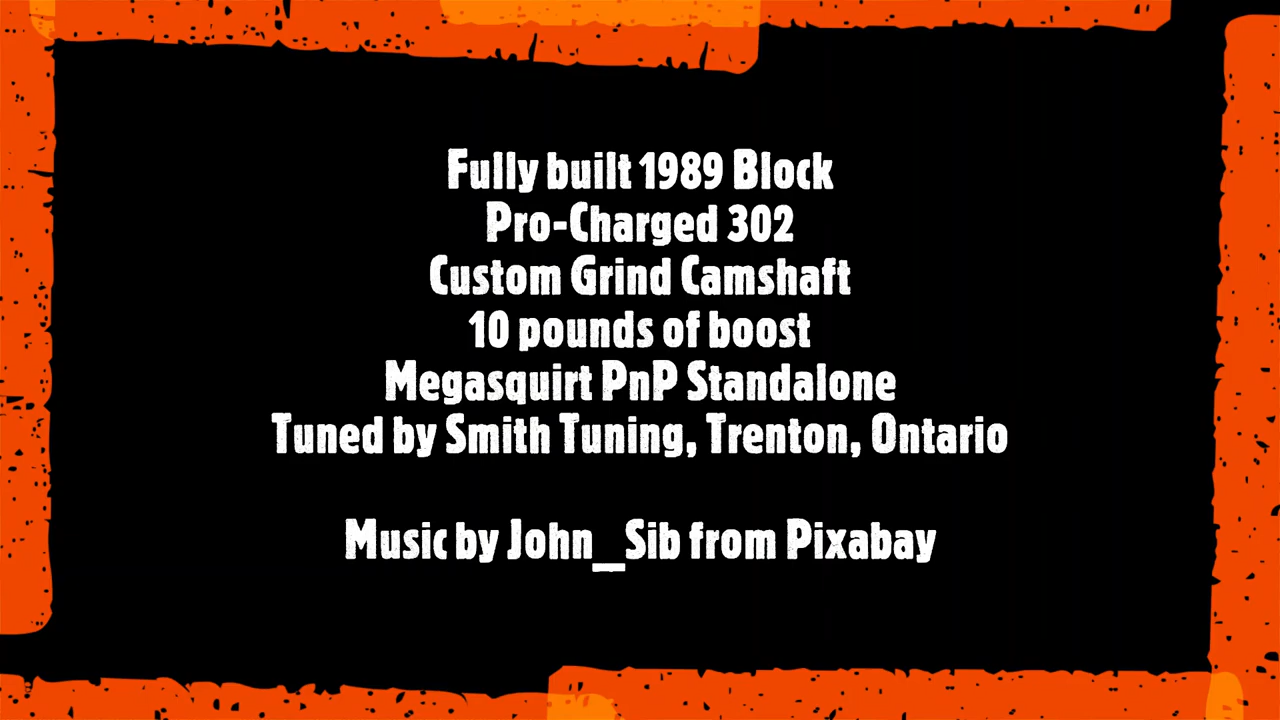 Fully built 1989 Block
Pro-Charged 302
Custom Grind Camshaft
10 pounds of boost
Megasquirt PnP Standalone
Tuned by Smith Tuning, Trenton, Ontario
Music by John_Sib from Pixabay